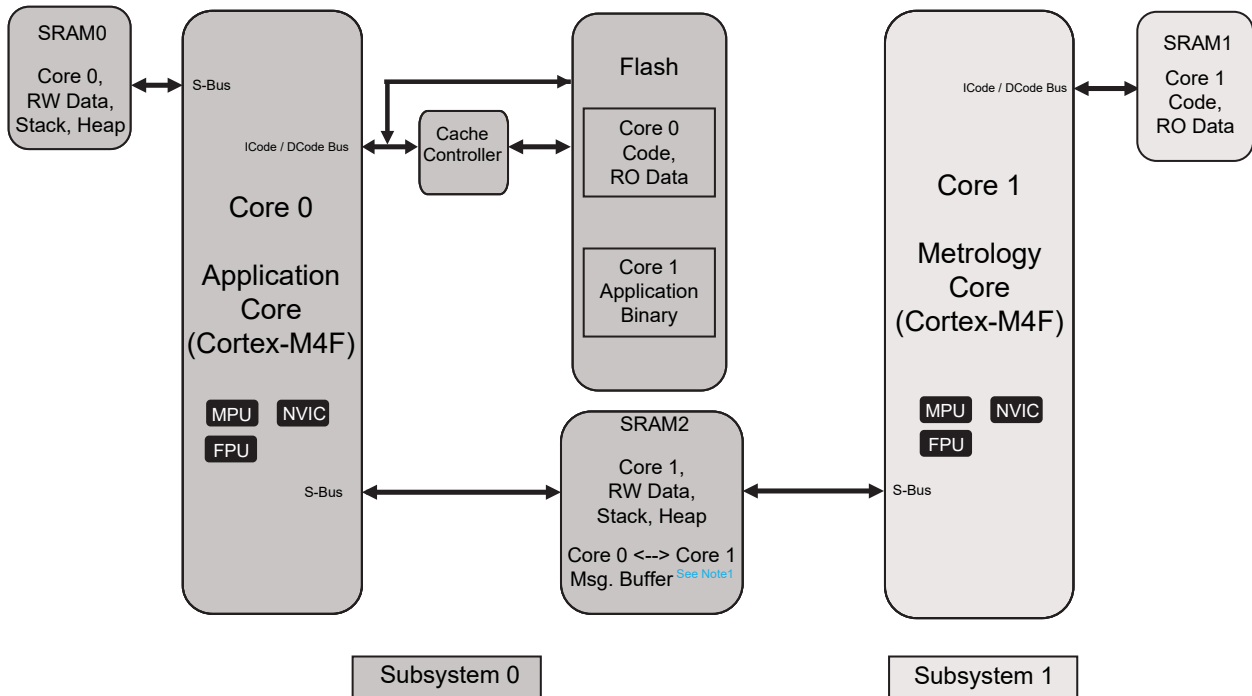 SRAM0
Core 0,
RW Data,
Stack, Heap
S-Bus
ICode / DCode Bus
Core 0
Application
Core
(Cortex-M4F)
MPU
NVIC
FPU
S-Bus
Cache
Controller
Flash
Core 0
Code,
RO Data
Core 1
Application
Binary
SRAM2
Core 1,
RW Data,
Stack, Heap
Core 0 <--> Core 1
Msg. Buffer See Note1
ICode / DCode Bus
Core 1
Metrology
Core
(Cortex-M4F)
MPU
NVIC
FPU
S-Bus
SRAM1
Core 1
Code,
RO Data
Subsystem 0
Subsystem 1